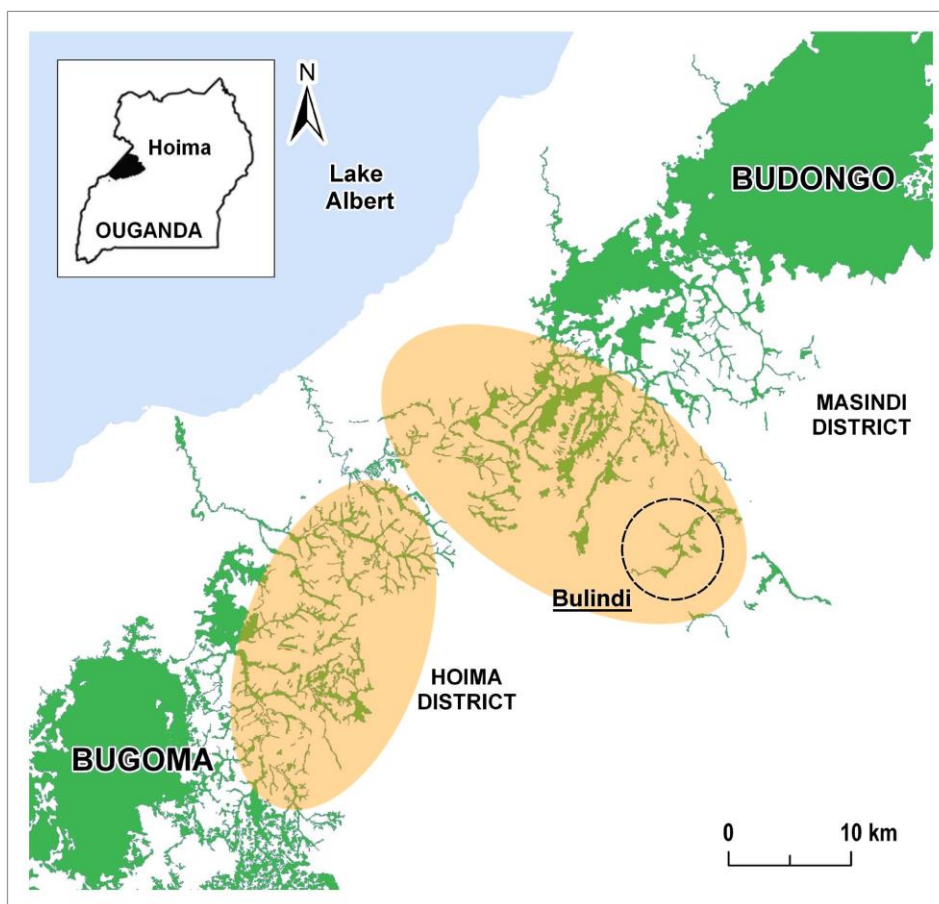 N
Hoima
OUGANDA
Lake
Albert
BUDONGO
MASINDI
DISTRICT
Bulindi
HOIMA
DISTRICT
BUGOMA
0 10 km